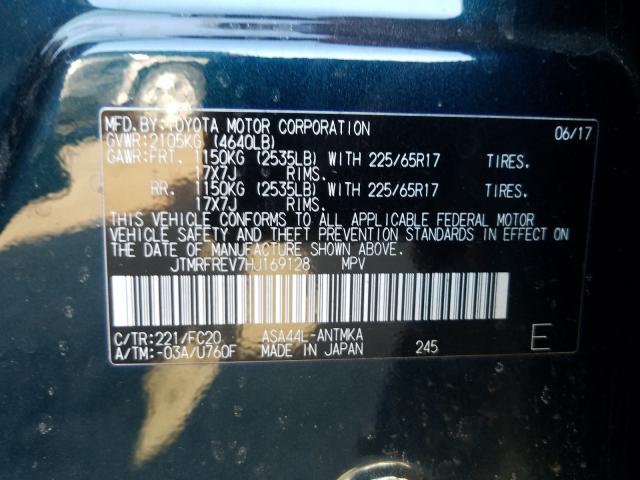 MFD. BY: TOYOTA MOTOR CORPORATION 06/17
GVWR: 2105KG (4640LB)
GAWR: FRT. 1150KG (2535LB) WITH 225/65R17 TIRES.
17X7J RIMS.
RR. 1150KG (2535LB) WITH 225/65R17 TIRES.
17X7J RIMS.
THIS VEHICLE CONFORMS TO ALL APPLICABLE FEDERAL MOTOR
VEHICLE SAFETY AND THEFT PREVENTION STANDARDS IN EFFECT ON
THE DATE OF MANUFACTURE SHOWN ABOVE.
JTMRFREV7HJ169128 MPV
C/TR: 221/FC20 ASA44L-ANTMKA
A/TM: -03A/U760F MADE IN JAPAN 245 E